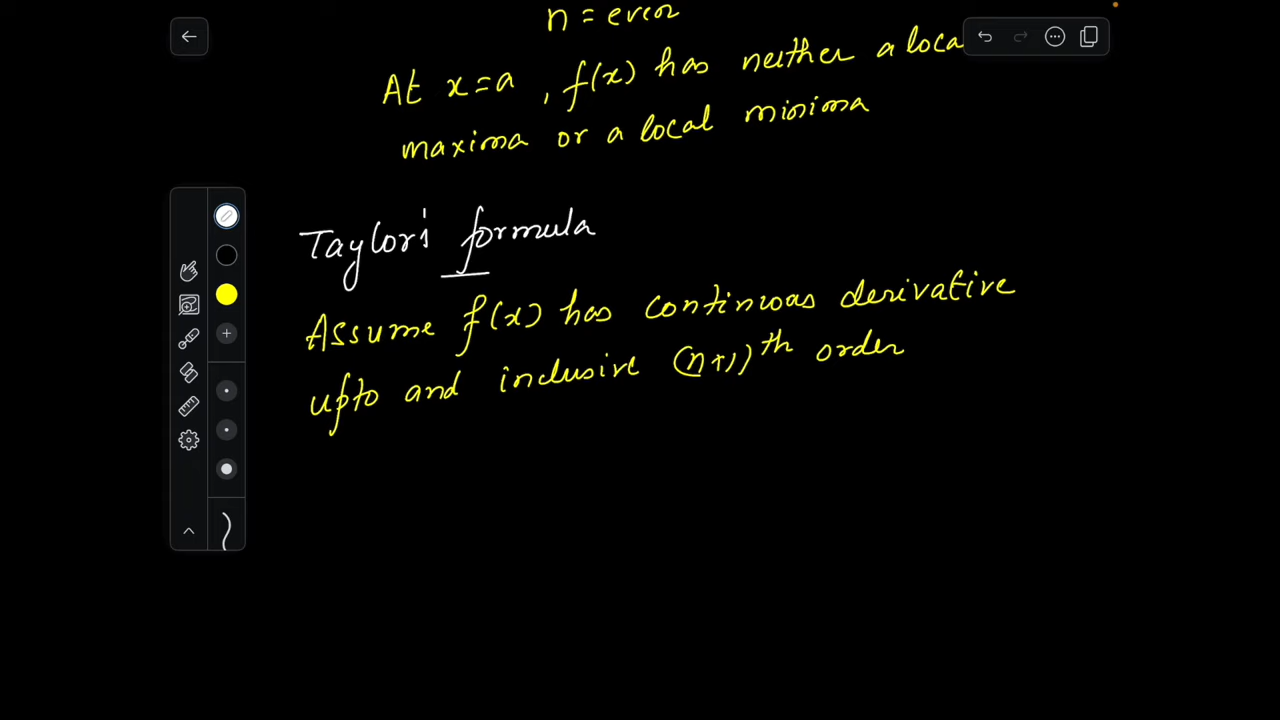 n = even
At x=a, f(x) has neither a loca
maxima or a local minima
Taylor's formula
Assume f(x) has continuous derivative
upto and inclusive (n+1)th order